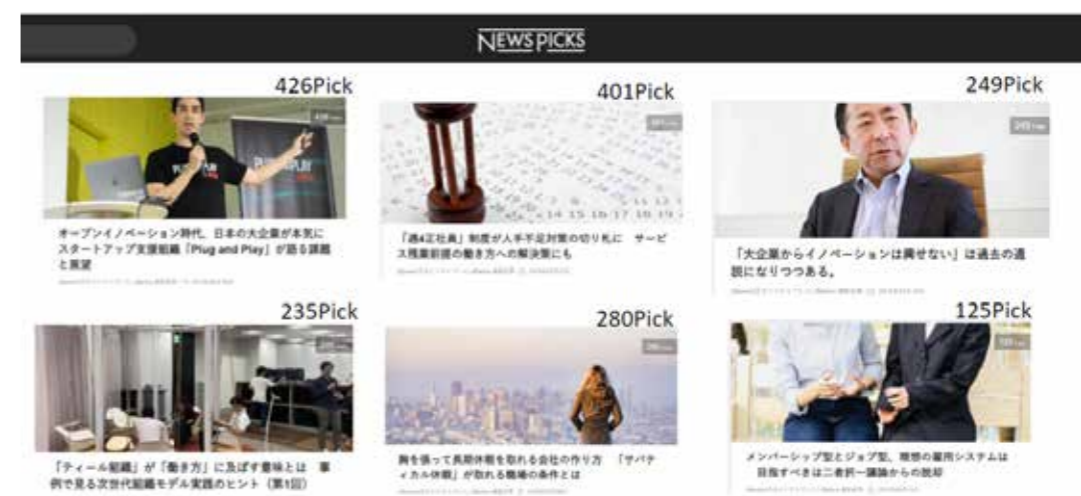 NEWSPICKS
426Pick
オープンイノベーション時代、日本の大企業が本気に
スタートアップ支援組織「Plug and Play」が語る課題
と展望
401Pick
「週4正社員」制度が人手不足対策の切り札に　サービ
ス残業前提の働き方への解決策にも
249Pick
「大企業からイノベーションは興せない」は過去の通
説になりつつある。
235Pick
「ティール組織」が「働き方」に及ぼす意味とは　事
例で見る次世代組織モデル実践のヒント（第1回）
280Pick
胸を張って長期休暇を取れる会社の作り方　「サバテ
ィカル休暇」が取れる職場の条件とは
125Pick
メンバーシップ型とジョブ型、理想の雇用システムは
目指すべきは二者択一議論からの脱却